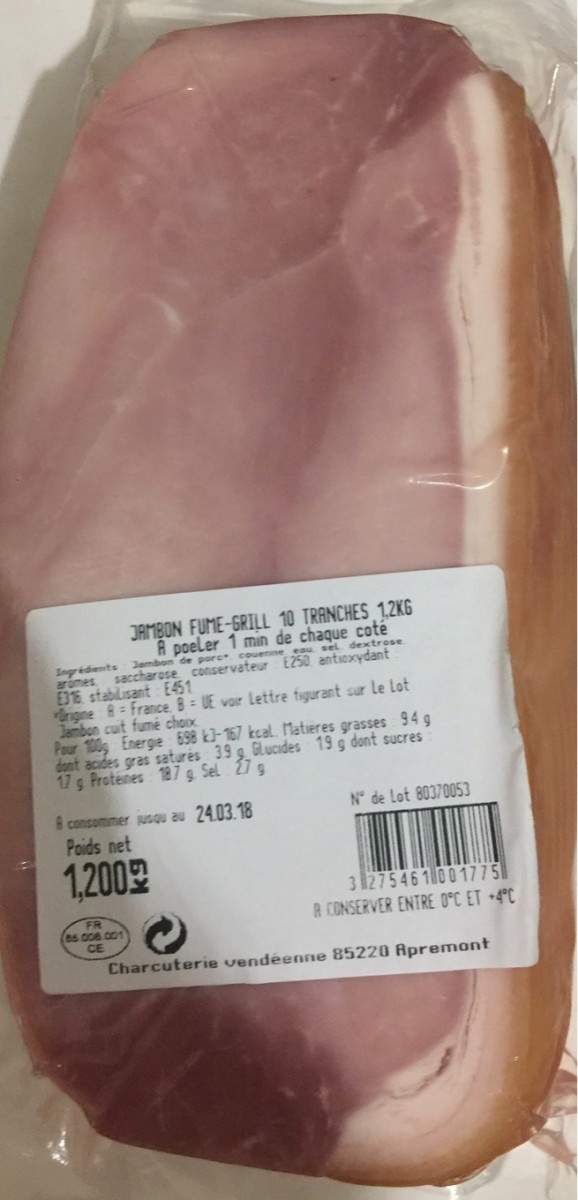 JAMBON FUME-GRILL 10 TRANCHES 1,2KG
A poeler 1 min de chaque coté
Ingrédients : Jambon de porc*, couenne, eau, sel, dextrose,
arômes, saccharose, conservateur : E250, antioxydant :
E316, stabilisant : E451
*Origine : A = France, B = UE voir lettre figurant sur le lot
Jambon cuit fumé choix.
Pour 100g : Energie : 698 kJ-167 kcal. Matières grasses : 9.4 g
dont acides gras saturés : 3.9 g, Glucides : 1.9 g dont sucres :
1.7 g Protéines : 18.7 g, Sel : 2.7 g
A consommer jusqu au 24.03.18
N° de Lot 80370053
Poids net
1,200KG
3 275461 001775
A CONSERVER ENTRE 0°C ET +4°C
FR
CE
Charcuterie vendéenne 85220 Apremont